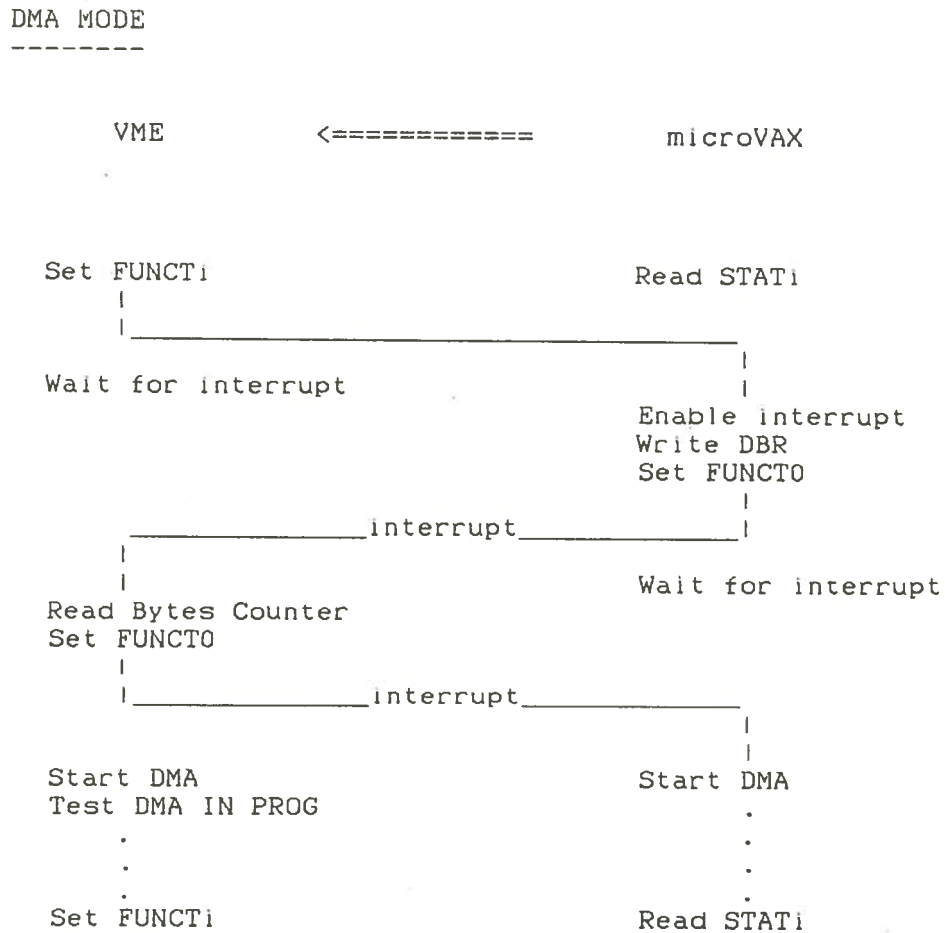 DMA MODE
--------
VME <============ microVAX
Set FUNCTi Read STATi
Wait for interrupt
Enable interrupt
Write DBR
Set FUNCT0
interrupt
Wait for interrupt
Read Bytes Counter
Set FUNCT0
interrupt
Start DMA Start DMA
Test DMA IN PROG
Set FUNCTi Read STATi